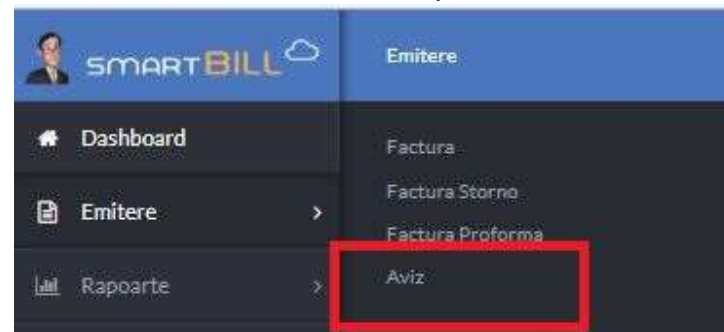 smartBILL
Dashboard
Emitere
Rapoarte
Emitere
Factura
Factura Storno
Factura Proforma
Aviz